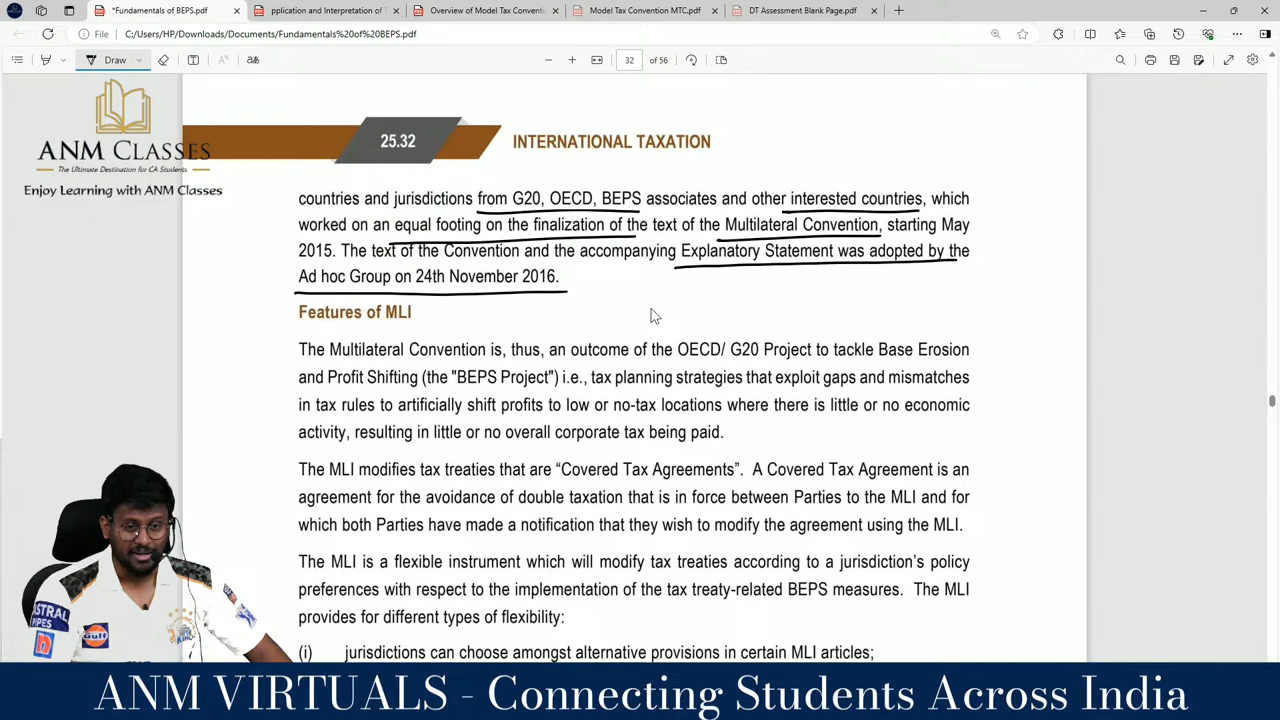 *Fundamentals of BEPS.pdf
pplication and Interpretation of T
Overview of Model Tax Conventi
Model Tax Convention MTC.pdf
DT Assessment Blank Page.pdf
File
C:/Users/HP/Downloads/Documents/Fundamentals%20of%20BEPS.pdf
Draw
aあ
32
of 56
ANM CLASSES
The Ultimate Destination for CA Students
Enjoy Learning with ANM Classes
25.32
INTERNATIONAL TAXATION
countries and jurisdictions from G20, OECD, BEPS associates and other interested countries, which
worked on an equal footing on the finalization of the text of the Multilateral Convention, starting May
2015. The text of the Convention and the accompanying Explanatory Statement was adopted by the
Ad hoc Group on 24th November 2016.
Features of MLI
The Multilateral Convention is, thus, an outcome of the OECD/ G20 Project to tackle Base Erosion
and Profit Shifting (the "BEPS Project") i.e., tax planning strategies that exploit gaps and mismatches
in tax rules to artificially shift profits to low or no-tax locations where there is little or no economic
activity, resulting in little or no overall corporate tax being paid.
The MLI modifies tax treaties that are “Covered Tax Agreements”. A Covered Tax Agreement is an
agreement for the avoidance of double taxation that is in force between Parties to the MLI and for
which both Parties have made a notification that they wish to modify the agreement using the MLI.
The MLI is a flexible instrument which will modify tax treaties according to a jurisdiction’s policy
preferences with respect to the implementation of the tax treaty-related BEPS measures. The MLI
provides for different types of flexibility:
(i) jurisdictions can choose amongst alternative provisions in certain MLI articles;
ASTRAL
PIPES
Gulf
ANM VIRTUALS - Connecting Students Across India